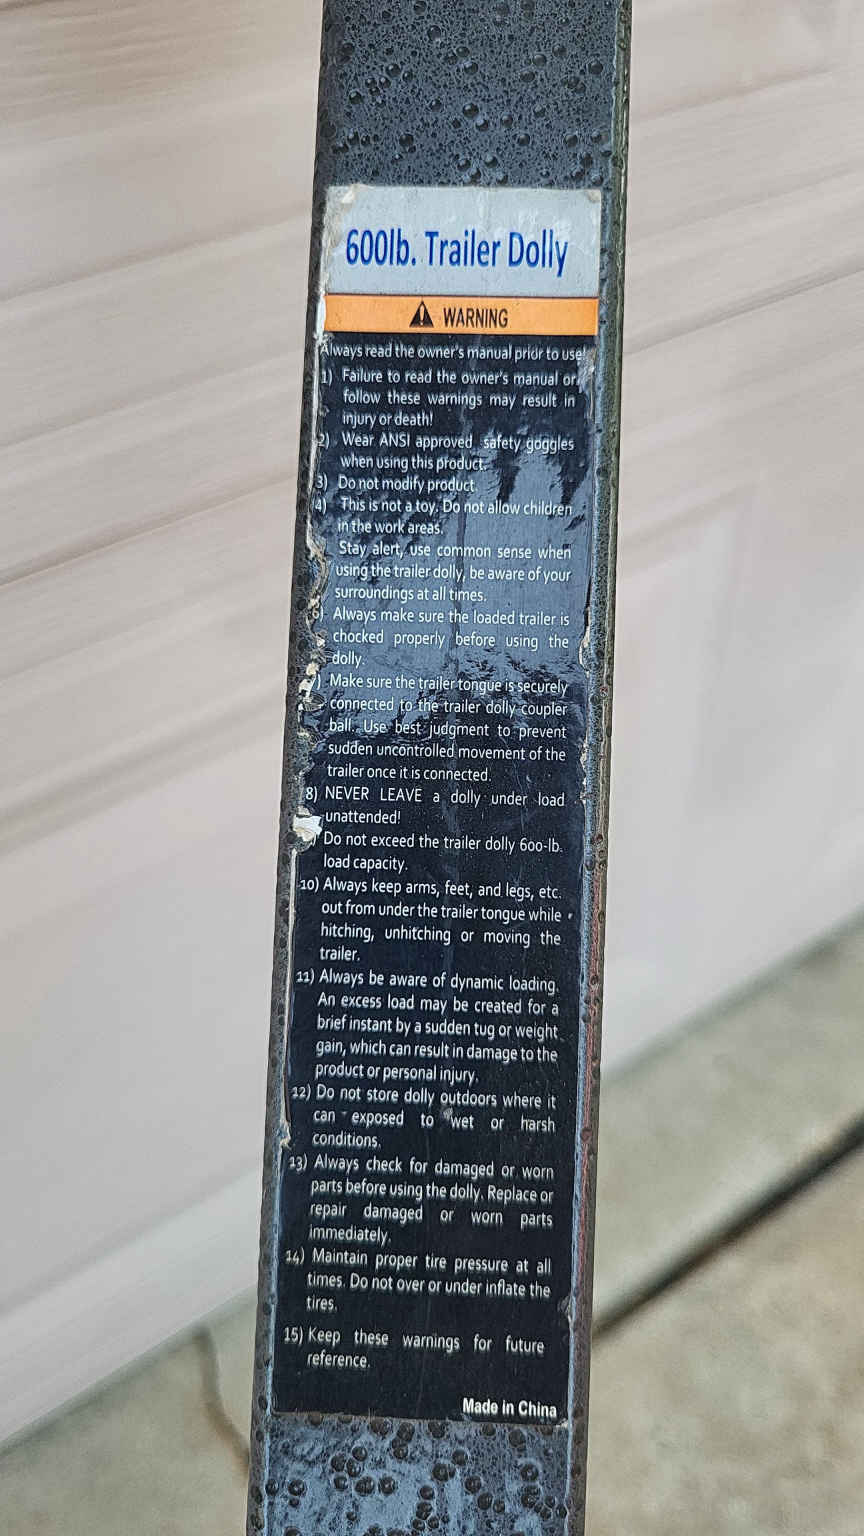 600lb. Trailer Dolly
WARNING
Always read the owner's manual prior to use!
1) Failure to read the owner's manual or
follow these warnings may result in
injury or death!
2) Wear ANSI approved safety goggles
when using this product.
3) Do not modify product
4) This is not a toy. Do not allow children
in the work areas.
Stay alert, use common sense when
using the trailer dolly, be aware of your
surroundings at all times.
6) Always make sure the loaded trailer is
chocked properly before using the
dolly.
7) Make sure the trailer tongue is securely
connected to the trailer dolly coupler
ball. Use best judgment to prevent
sudden uncontrolled movement of the
trailer once it is connected.
8) NEVER LEAVE a dolly under load
unattended!
Do not exceed the trailer dolly 600-lb.
load capacity.
10) Always keep arms, feet, and legs, etc.
out from under the trailer tongue while
hitching, unhitching or moving the
trailer.
11) Always be aware of dynamic loading.
An excess load may be created for a
brief instant by a sudden tug or weight
gain, which can result in damage to the
product or personal injury.
12) Do not store dolly outdoors where it
can exposed to wet or harsh
conditions.
13) Always check for damaged or worn
parts before using the dolly. Replace or
repair damaged or worn parts
immediately.
14) Maintain proper tire pressure at all
times. Do not over or under inflate the
tires.
15) Keep these warnings for future
reference.
Made in China